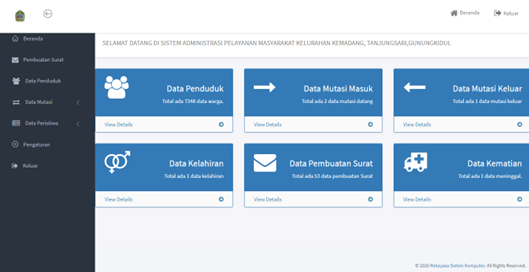 Beranda
Keluar
Beranda
Pembuatan Surat
Data Penduduk
Data Mutasi
Data Peristiwa
Pengaturan
Keluar
SELAMAT DATANG DI SISTEM ADMINISTRASI PELAYANAN MASYARAKAT KELURAHAN KEMADANG, TANJUNGSARI,GUNUNGKIDUL
Data Penduduk
Total ada 7349 data warga.
View Details
Data Mutasi Masuk
Total ada 2 data mutasi datang
View Details
Data Mutasi Keluar
Total ada 1 data mutasi keluar
View Details
Data Kelahiran
Total ada 1 data kelahiran
View Details
Data Pembuatan Surat
Total ada 53 data pembuatan Surat
View Details
Data Kematian
Total ada 1 data meninggal.
View Details
© 2020 Rekayasa Sistem Komputer. All Rights Reserved.